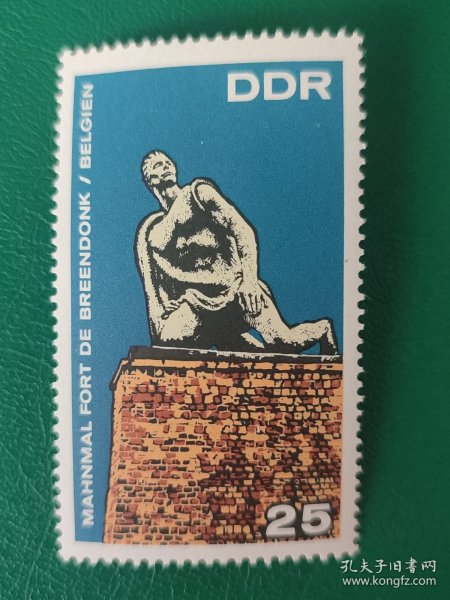 DDR
MAHNMAL FORT DE BREENDONK / BELGIEN
25
孔夫子旧书网
www.kongfz.com